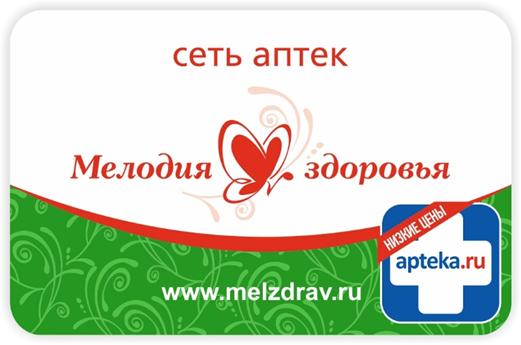 сеть аптек
Мелодия здоровья
НИЗКИЕ ЦЕНЫ
apteka.ru
www.melzdrav.ru